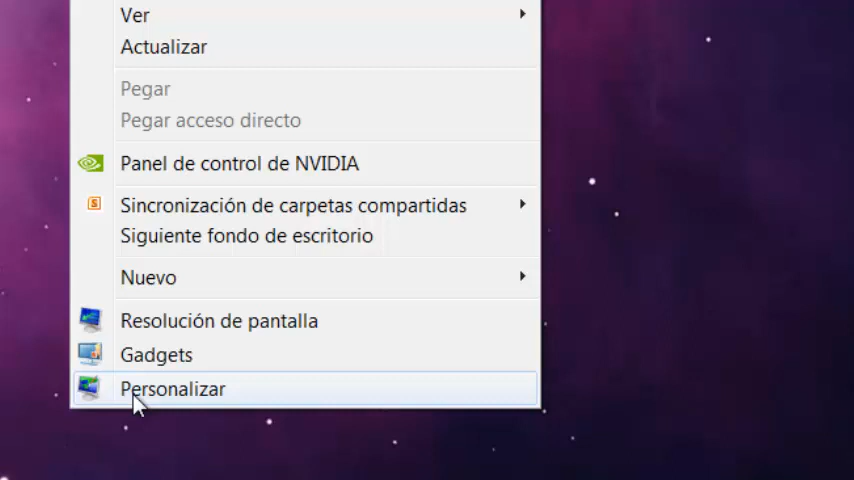 Ver
Actualizar
Pegar
Pegar acceso directo
Panel de control de NVIDIA
Sincronización de carpetas compartidas
Siguiente fondo de escritorio
Nuevo
Resolución de pantalla
Gadgets
Personalizar